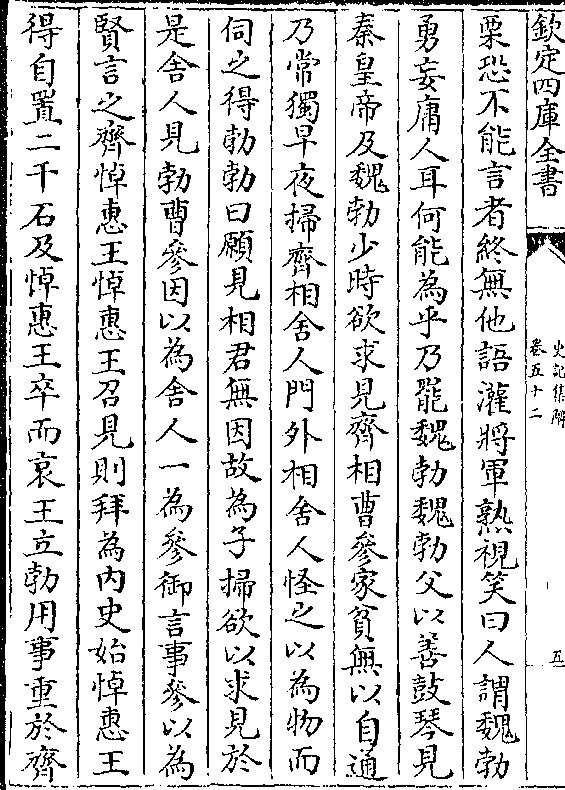 欽定四庫全書
史記集解
卷五十二
五
栗恐不能言者終無他語灌將軍熟視笑曰人謂魏勃
勇妄庸人耳何能為乎乃罷魏勃魏勃父以善鼓琴見
秦皇帝及魏勃少時欲求見齊相曹參家貧無以自通
乃常獨早夜掃齊相舍人門外相舍人怪之以為物而
伺之得勃勃曰願見相君無因故為子掃欲以求見於
是舍人見勃曹參因以為舍人一為參御言事參以為
賢言之齊悼惠王悼惠王召見則拜為內史始悼惠王
得自置二千石及悼惠王卒而哀王立勃用事重於齊